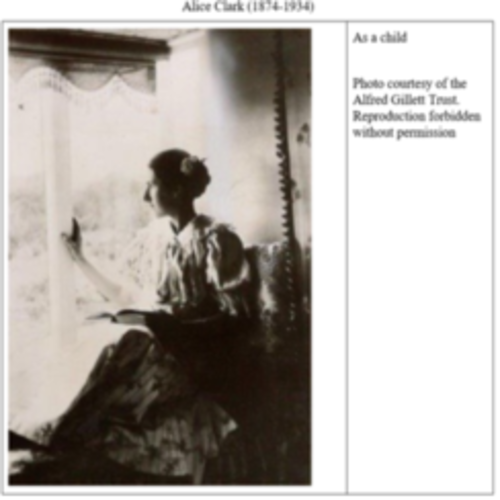 Alice Clark (1874-1934)
As a child
Photo courtesy of the
Alfred Gillett Trust.
Reproduction forbidden
without permission